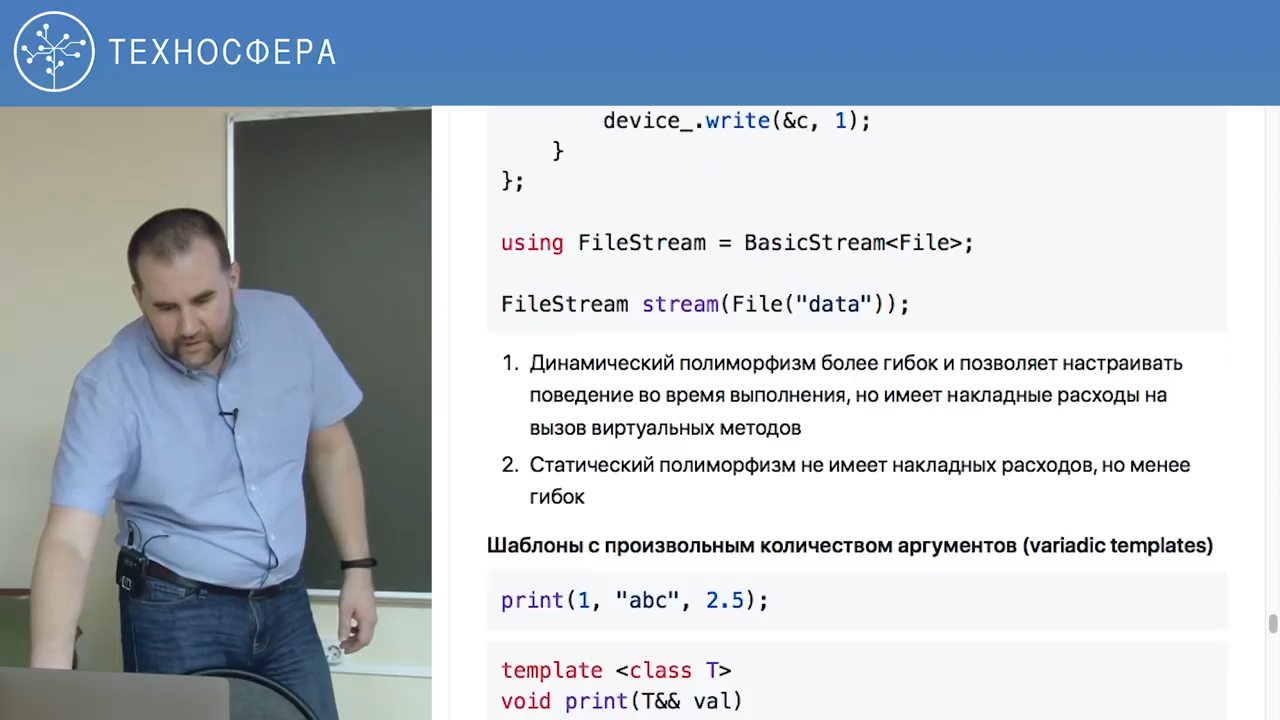 ТЕХНОСФЕРА
device_.write(&c, 1);
}
};
using FileStream = BasicStream<File>;
FileStream stream(File("data"));
1. Динамический полиморфизм более гибок и позволяет настраивать
поведение во время выполнения, но имеет накладные расходы на
вызов виртуальных методов
2. Статический полиморфизм не имеет накладных расходов, но менее
гибок
Шаблоны с произвольным количеством аргументов (variadic templates)
print(1, "abc", 2.5);
template <class T>
void print(T&& val)